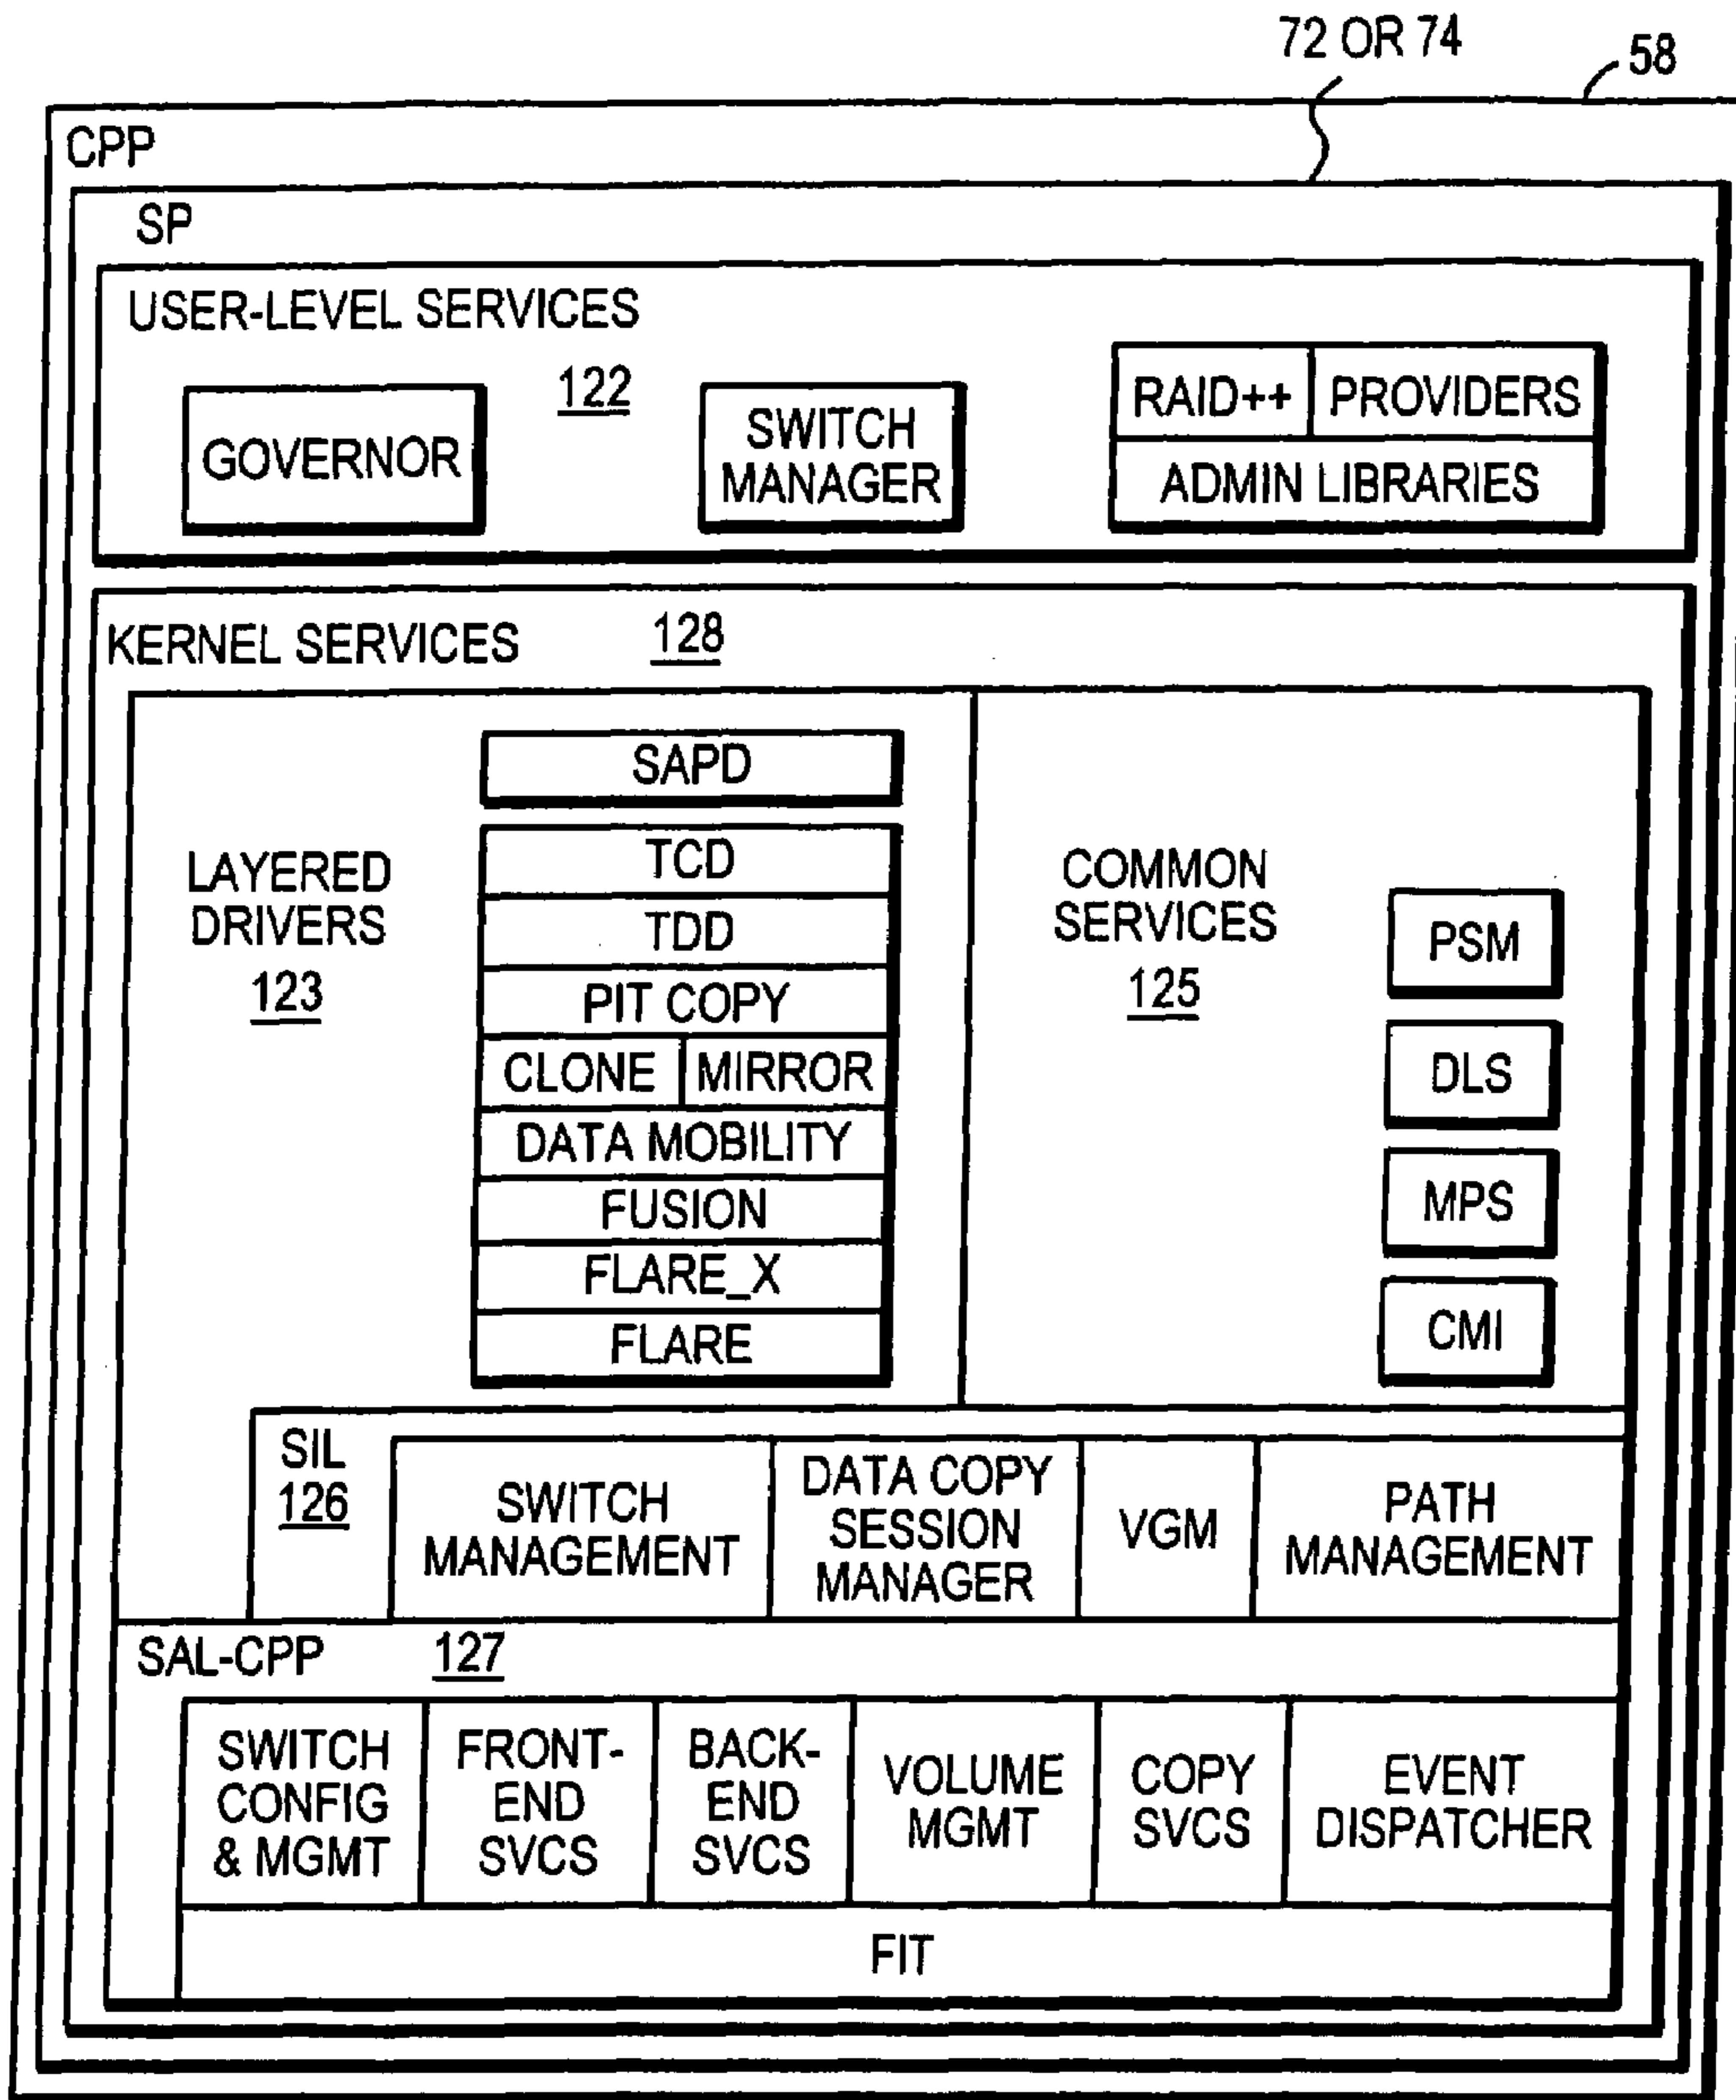 72 OR 74
58
CPP
SP
USER-LEVEL SERVICES
122
GOVERNOR
SWITCH
MANAGER
RAID++
PROVIDERS
ADMIN LIBRARIES
KERNEL SERVICES
128
LAYERED
DRIVERS
123
SAPD
TCD
TDD
PIT COPY
CLONE
MIRROR
DATA MOBILITY
FUSION
FLARE_X
FLARE
COMMON
SERVICES
125
PSM
DLS
MPS
CMI
SIL
126
SWITCH
MANAGEMENT
DATA COPY
SESSION
MANAGER
VGM
PATH
MANAGEMENT
SAL-CPP
127
SWITCH
CONFIG
& MGMT
FRONT-
END
SVCS
BACK-
END
SVCS
VOLUME
MGMT
COPY
SVCS
EVENT
DISPATCHER
FIT